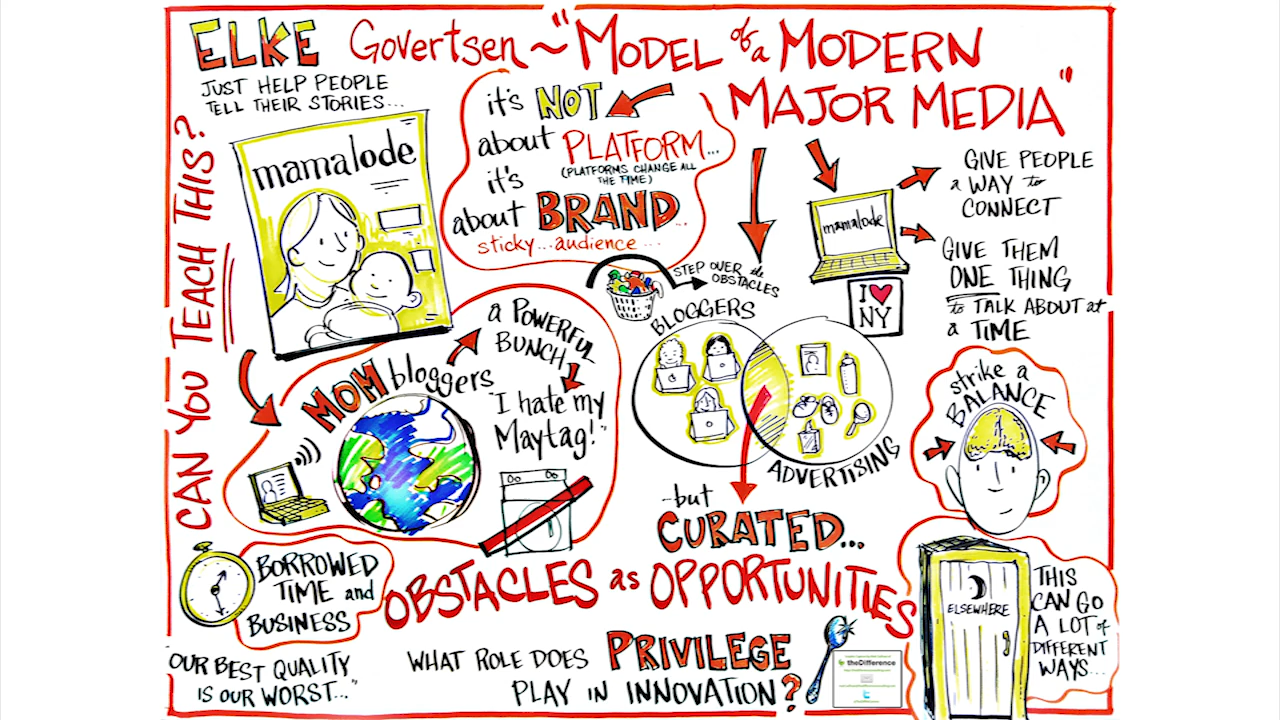 ELKE Govertsen ~ "MODEL of a MODERN
MAJOR MEDIA"
JUST HELP PEOPLE
TELL THEIR STORIES...
CAN YOU TEACH THIS?
mamalode
it's NOT
about PLATFORM...
(PLATFORMS CHANGE ALL
THE TIME)
it's
about BRAND...
sticky...audience...
mamalode
GIVE PEOPLE
a WAY to
CONNECT
GIVE THEM
ONE THING
to TALK ABOUT at
a TIME
I ♥
NY
STEP OVER the
OBSTACLES
BLOGGERS
ADVERTISING
-but
CURATED...
MOM bloggers
a POWERFUL
BUNCH
"I hate my
Maytag!"
strike a
BALANCE
BORROWED
TIME and
BUSINESS
OBSTACLES as OPPORTUNITIES
ELSEWHERE
THIS
CAN GO
A LOT of
DIFFERENT
WAYS...
OUR BEST QUALITY
IS OUR WORST..."
WHAT ROLE DOES PRIVILEGE
PLAY IN INNOVATION?
theDifference